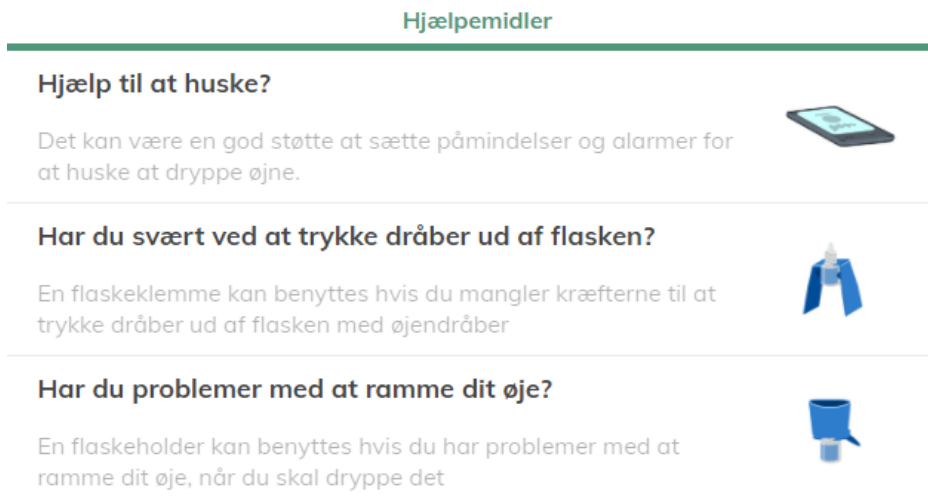 Hjælpemidler
Hjælp til at huske?
Det kan være en god støtte at sætte påmindelser og alarmer for
at huske at dryppe øjne.
Har du svært ved at trykke dråber ud af flasken?
En flaskeklemme kan benyttes hvis du mangler kræfterne til at
trykke dråber ud af flasken med øjendråber
Har du problemer med at ramme dit øje?
En flaskeholder kan benyttes hvis du har problemer med at
ramme dit øje, når du skal dryppe det